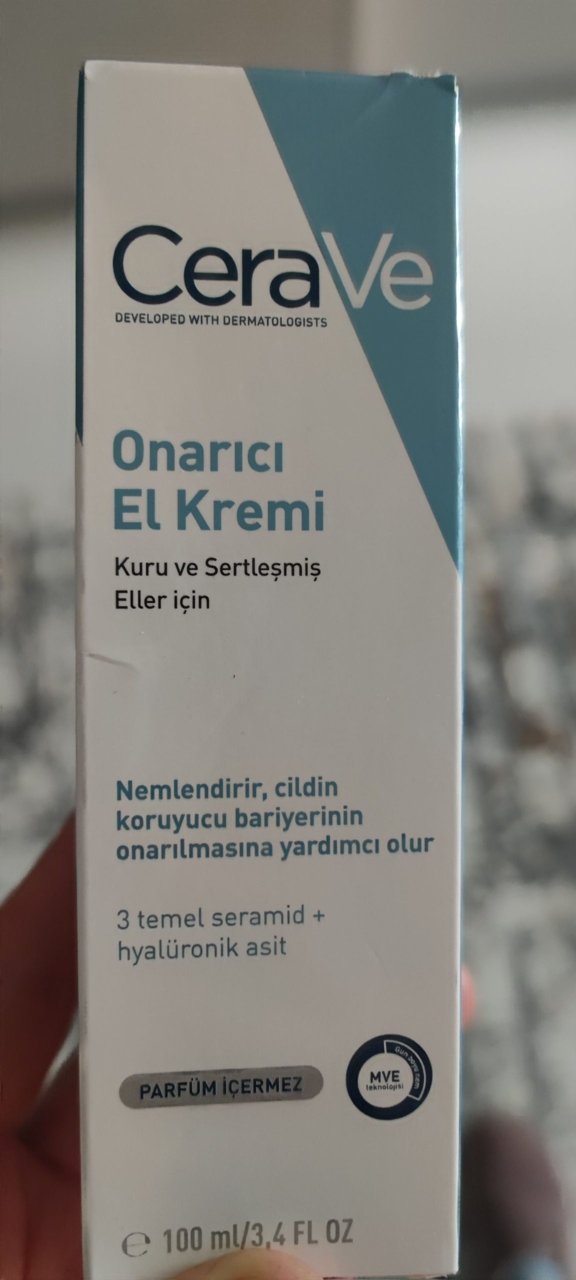 CeraVe
DEVELOPED WITH DERMATOLOGISTS
Onarıcı
El Kremi
Kuru ve Sertleşmiş
Eller için
Nemlendirir, cildin
koruyucu bariyerinin
onarılmasına yardımcı olur
3 temel seramid +
hyalüronik asit
PARFÜM İÇERMEZ
MVE
teknolojisi
℮ 100 ml/3,4 FL OZ